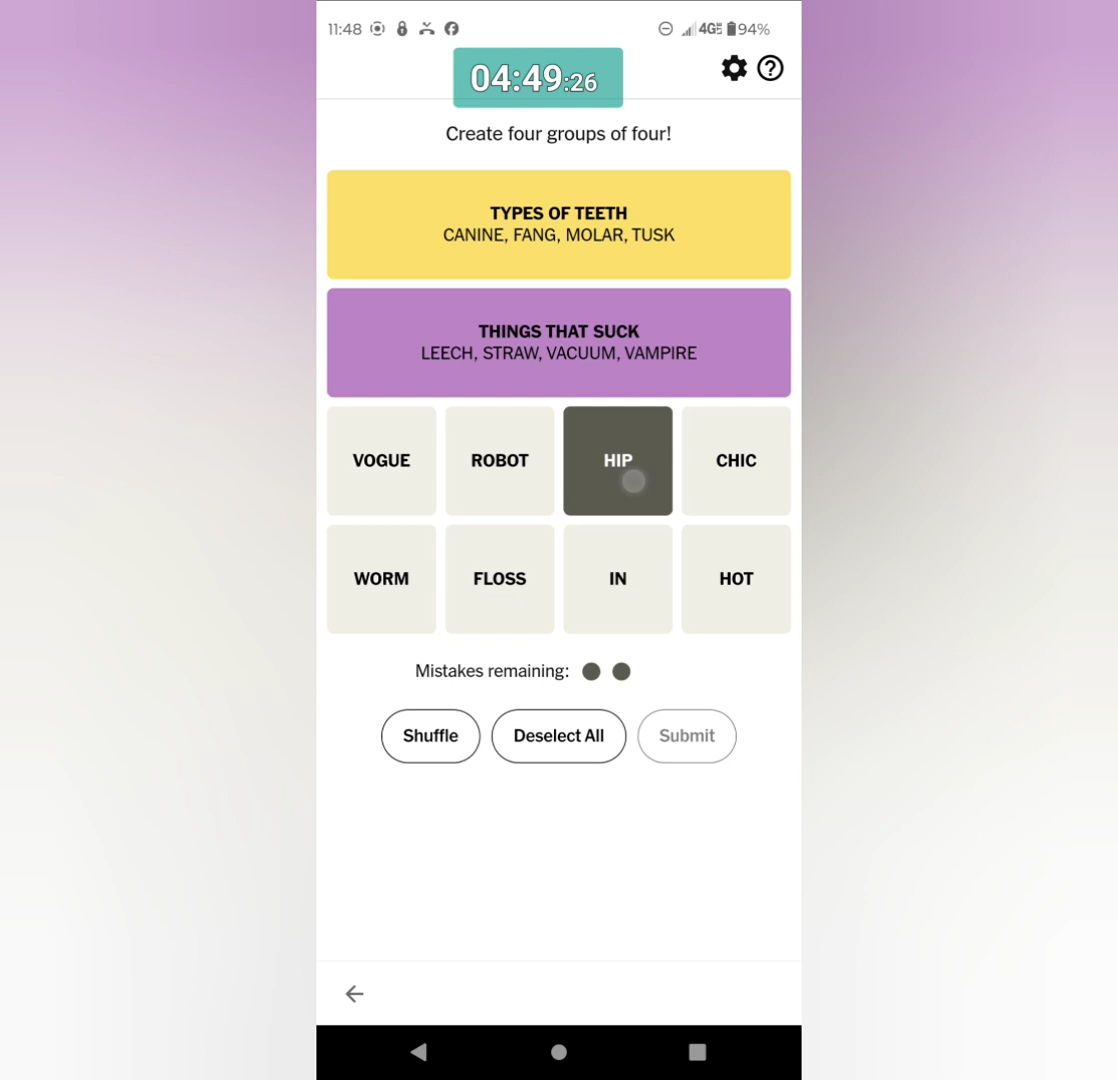 11:48 4G 94%
04:49:26
Create four groups of four!
TYPES OF TEETH
CANINE, FANG, MOLAR, TUSK
THINGS THAT SUCK
LEECH, STRAW, VACUUM, VAMPIRE
VOGUE ROBOT HIP CHIC
WORM FLOSS IN HOT
Mistakes remaining:
Shuffle Deselect All Submit